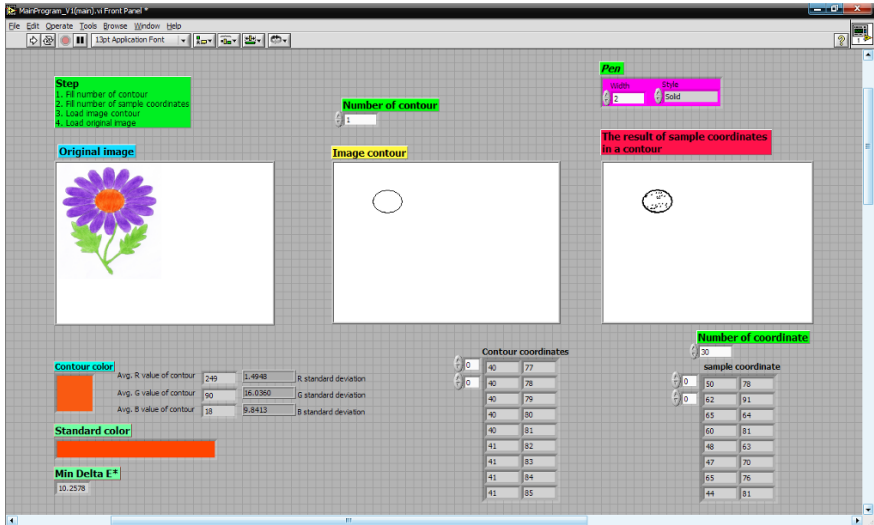 MainProgram_V1(main).vi Front Panel *
File Edit Operate Tools Browse Window Help
13pt Application Font
Step
1. Fill number of contour
2. Fill number of sample coordinates
3. Load image contour
4. Load original image
Number of contour
1
Pen
Width Style
2 Solid
Original image
Image contour
The result of sample coordinates
in a contour
Contour color
Avg. R value of contour 249 1.4948 R standard deviation
Avg. G value of contour 90 16.0360 G standard deviation
Avg. B value of contour 18 9.8413 B standard deviation
Standard color
Min Delta E*
10.2578
Contour coordinates
0 40 77
0 40 78
40 79
40 80
40 81
41 82
41 83
41 84
41 85
Number of coordinate
30
sample coordinate
0 50 78
0 62 91
65 64
60 81
48 63
47 70
65 76
44 81